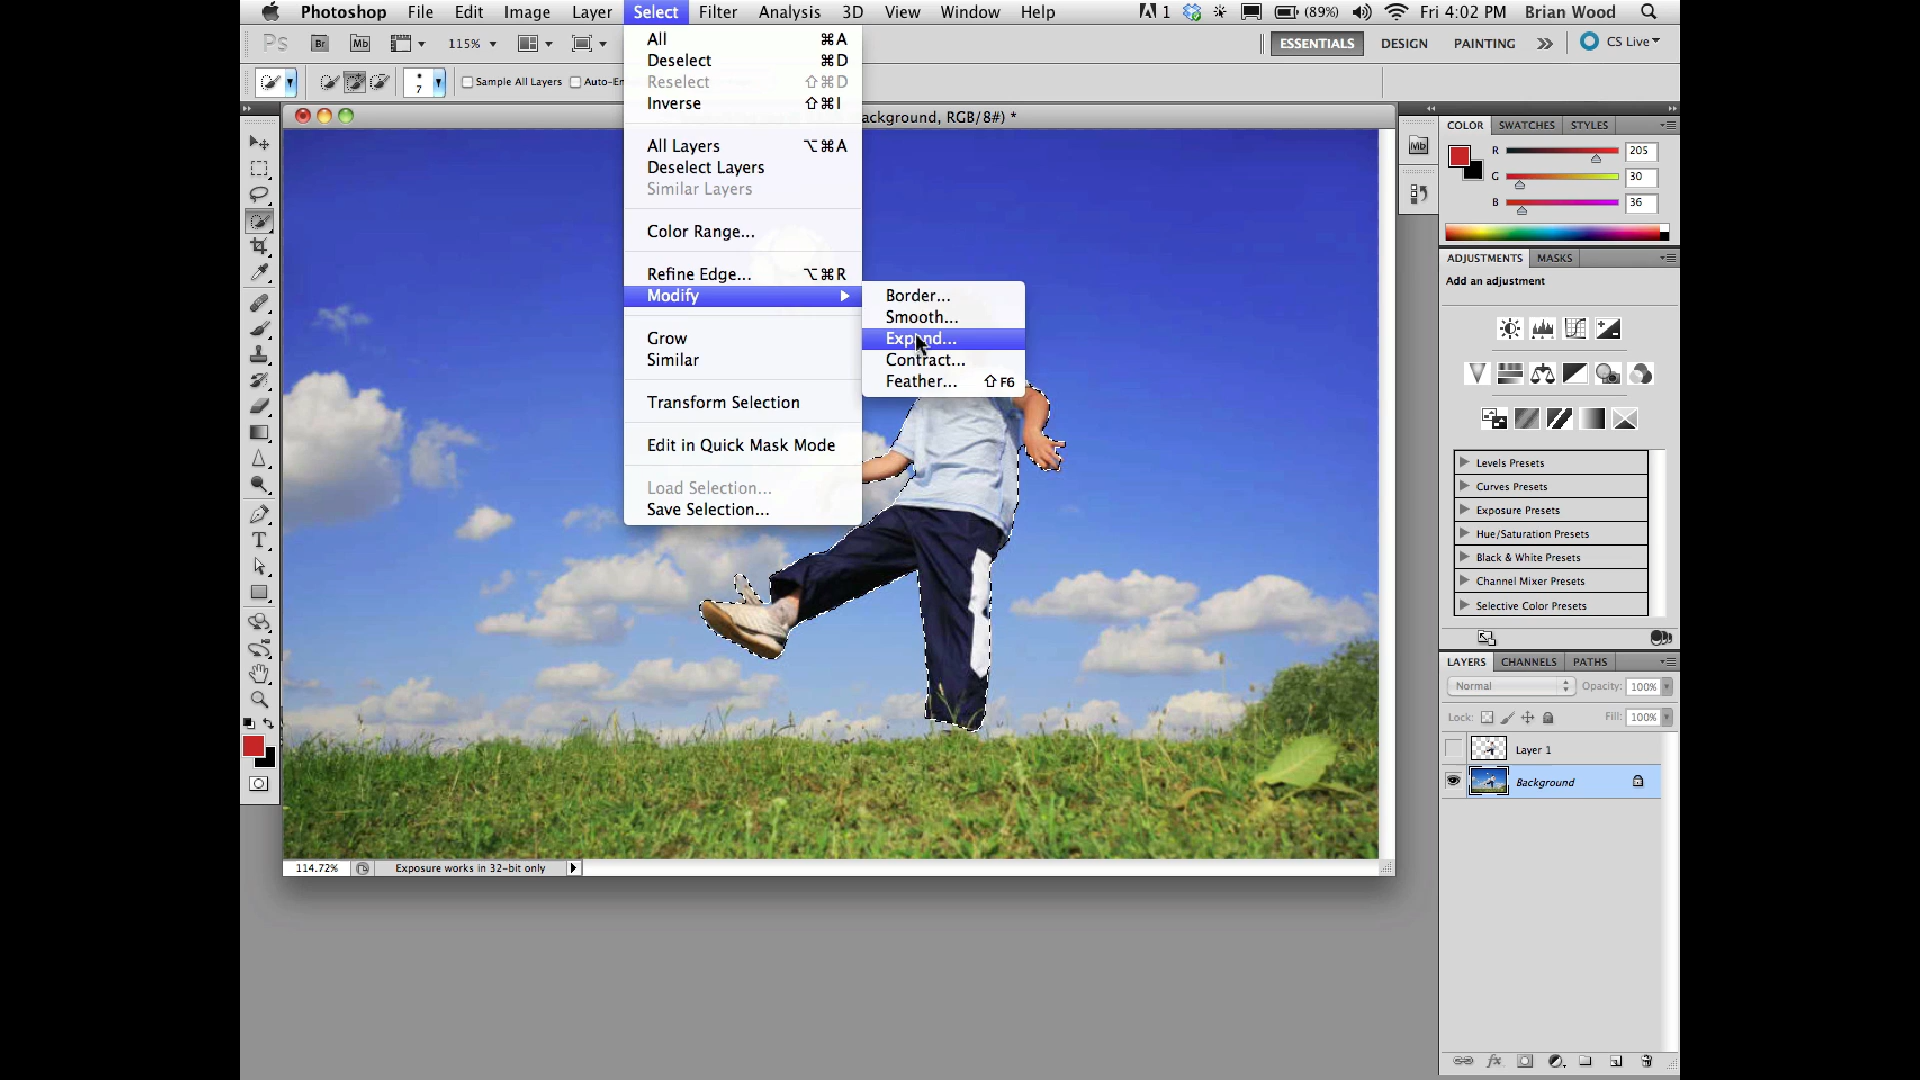 Photoshop File Edit Image Layer Select Filter Analysis 3D View Window Help 1 (89%) Fri 4:02 PM Brian Wood
Ps Br Mb 115% ESSENTIALS DESIGN PAINTING CS Live
7 Sample All Layers
ackground, RGB/8#) *
All ⌘A
Deselect ⌘D
Reselect ⇧⌘D
Inverse ⇧⌘I
All Layers ⌥⌘A
Deselect Layers
Similar Layers
Color Range...
Refine Edge... ⌥⌘R
Modify
Grow
Similar
Transform Selection
Edit in Quick Mask Mode
Load Selection...
Save Selection...
Border...
Smooth...
Expand...
Contract...
Feather... ⇧F6
Mb
COLOR SWATCHES STYLES
R 205
G 30
B 36
ADJUSTMENTS MASKS
Add an adjustment
Levels Presets
Curves Presets
Exposure Presets
Hue/Saturation Presets
Black & White Presets
Channel Mixer Presets
Selective Color Presets
LAYERS CHANNELS PATHS
Normal Opacity: 100%
Lock: Fill: 100%
Layer 1
Background
114.72% Exposure works in 32-bit only